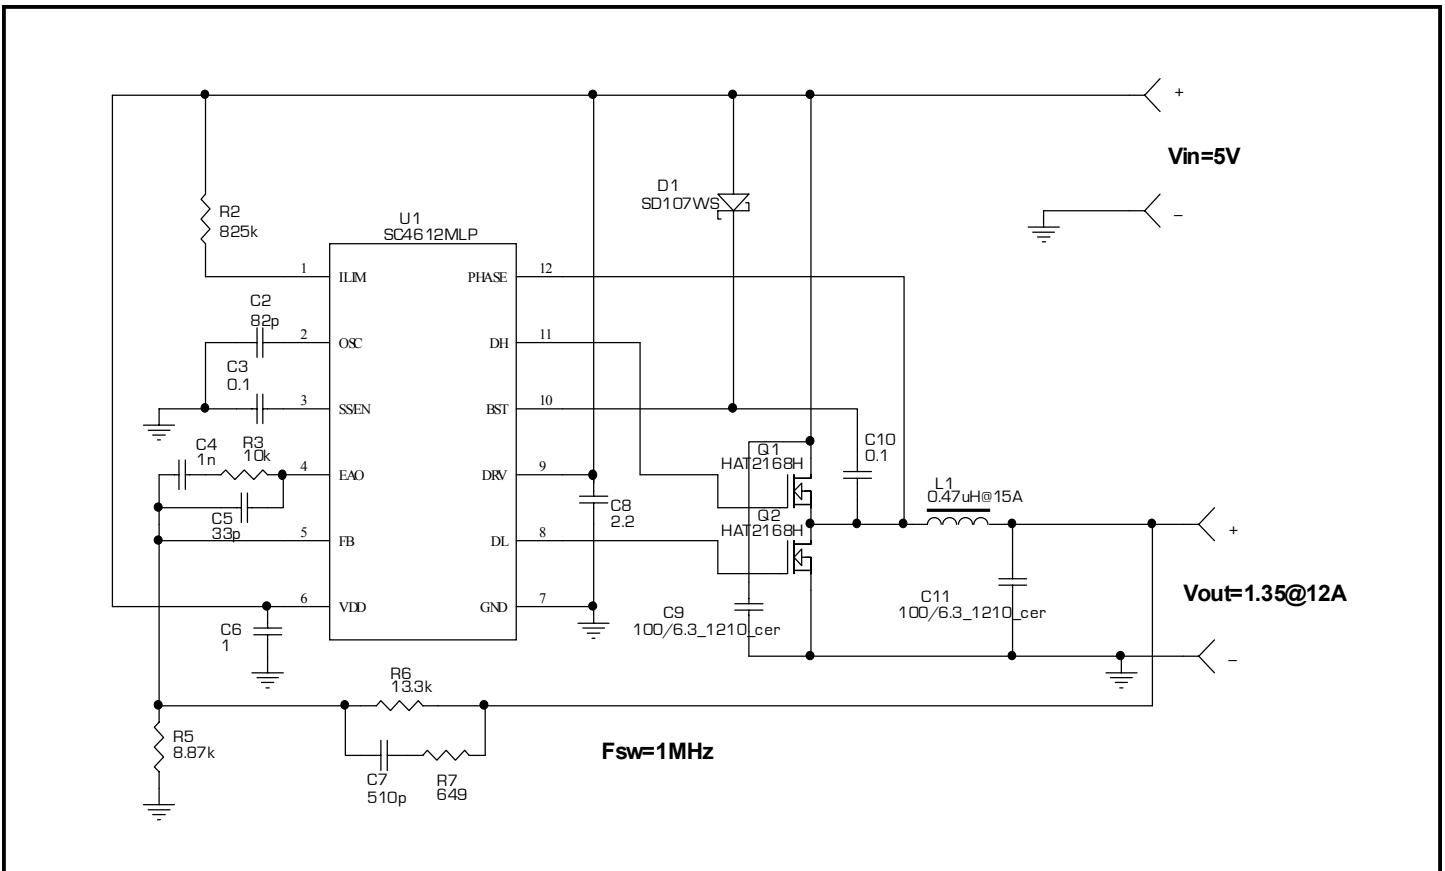 +
Vin=5V
D1
SD107WS
_
R2
825k
U1
SC4612MLP
1
ILIM
PHASE
12
C2
82p
2
OSC
DH
11
C3
0.1
3
SSEN
BST
10
C4
1n
R3
10k
4
EAO
DRV
9
C10
0.1
Q1
HAT2168H
C8
2.2
L1
0.47uH@15A
C5
33p
5
FB
DL
8
Q2
HAT2168H
+
6
VDD
GND
7
C9
100/6.3_1210_cer
C11
100/6.3_1210_cer
Vout=1.35@12A
C6
1
_
R6
13.3k
R5
8.87k
Fsw=1MHz
C7
510p
R7
649